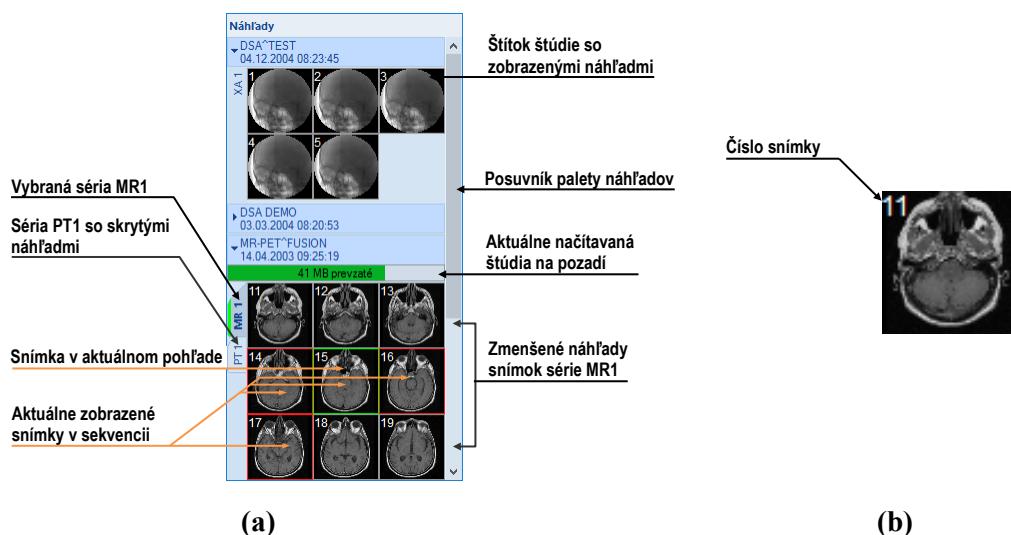 Náhľady
DSA^TEST
04.12.2004 08:23:45
XA 1
1
2
3
4
5
DSA DEMO
03.03.2004 08:20:53
MR-PET^FUSION
14.04.2003 09:25:19
41 MB prevzaté
MR 1
PT 1
11
12
13
14
15
16
17
18
19
Vybraná séria MR1
Séria PT1 so skrytými
náhľadmi
Snímka v aktuálnom pohľade
Aktuálne zobrazené
snímky v sekvencii
Štítok štúdie so
zobrazenými náhľadmi
Posuvník palety náhľadov
Aktuálne načítavaná
štúdia na pozadí
Zmenšené náhľady
snímok série MR1
(a)
Číslo snímky
11
(b)